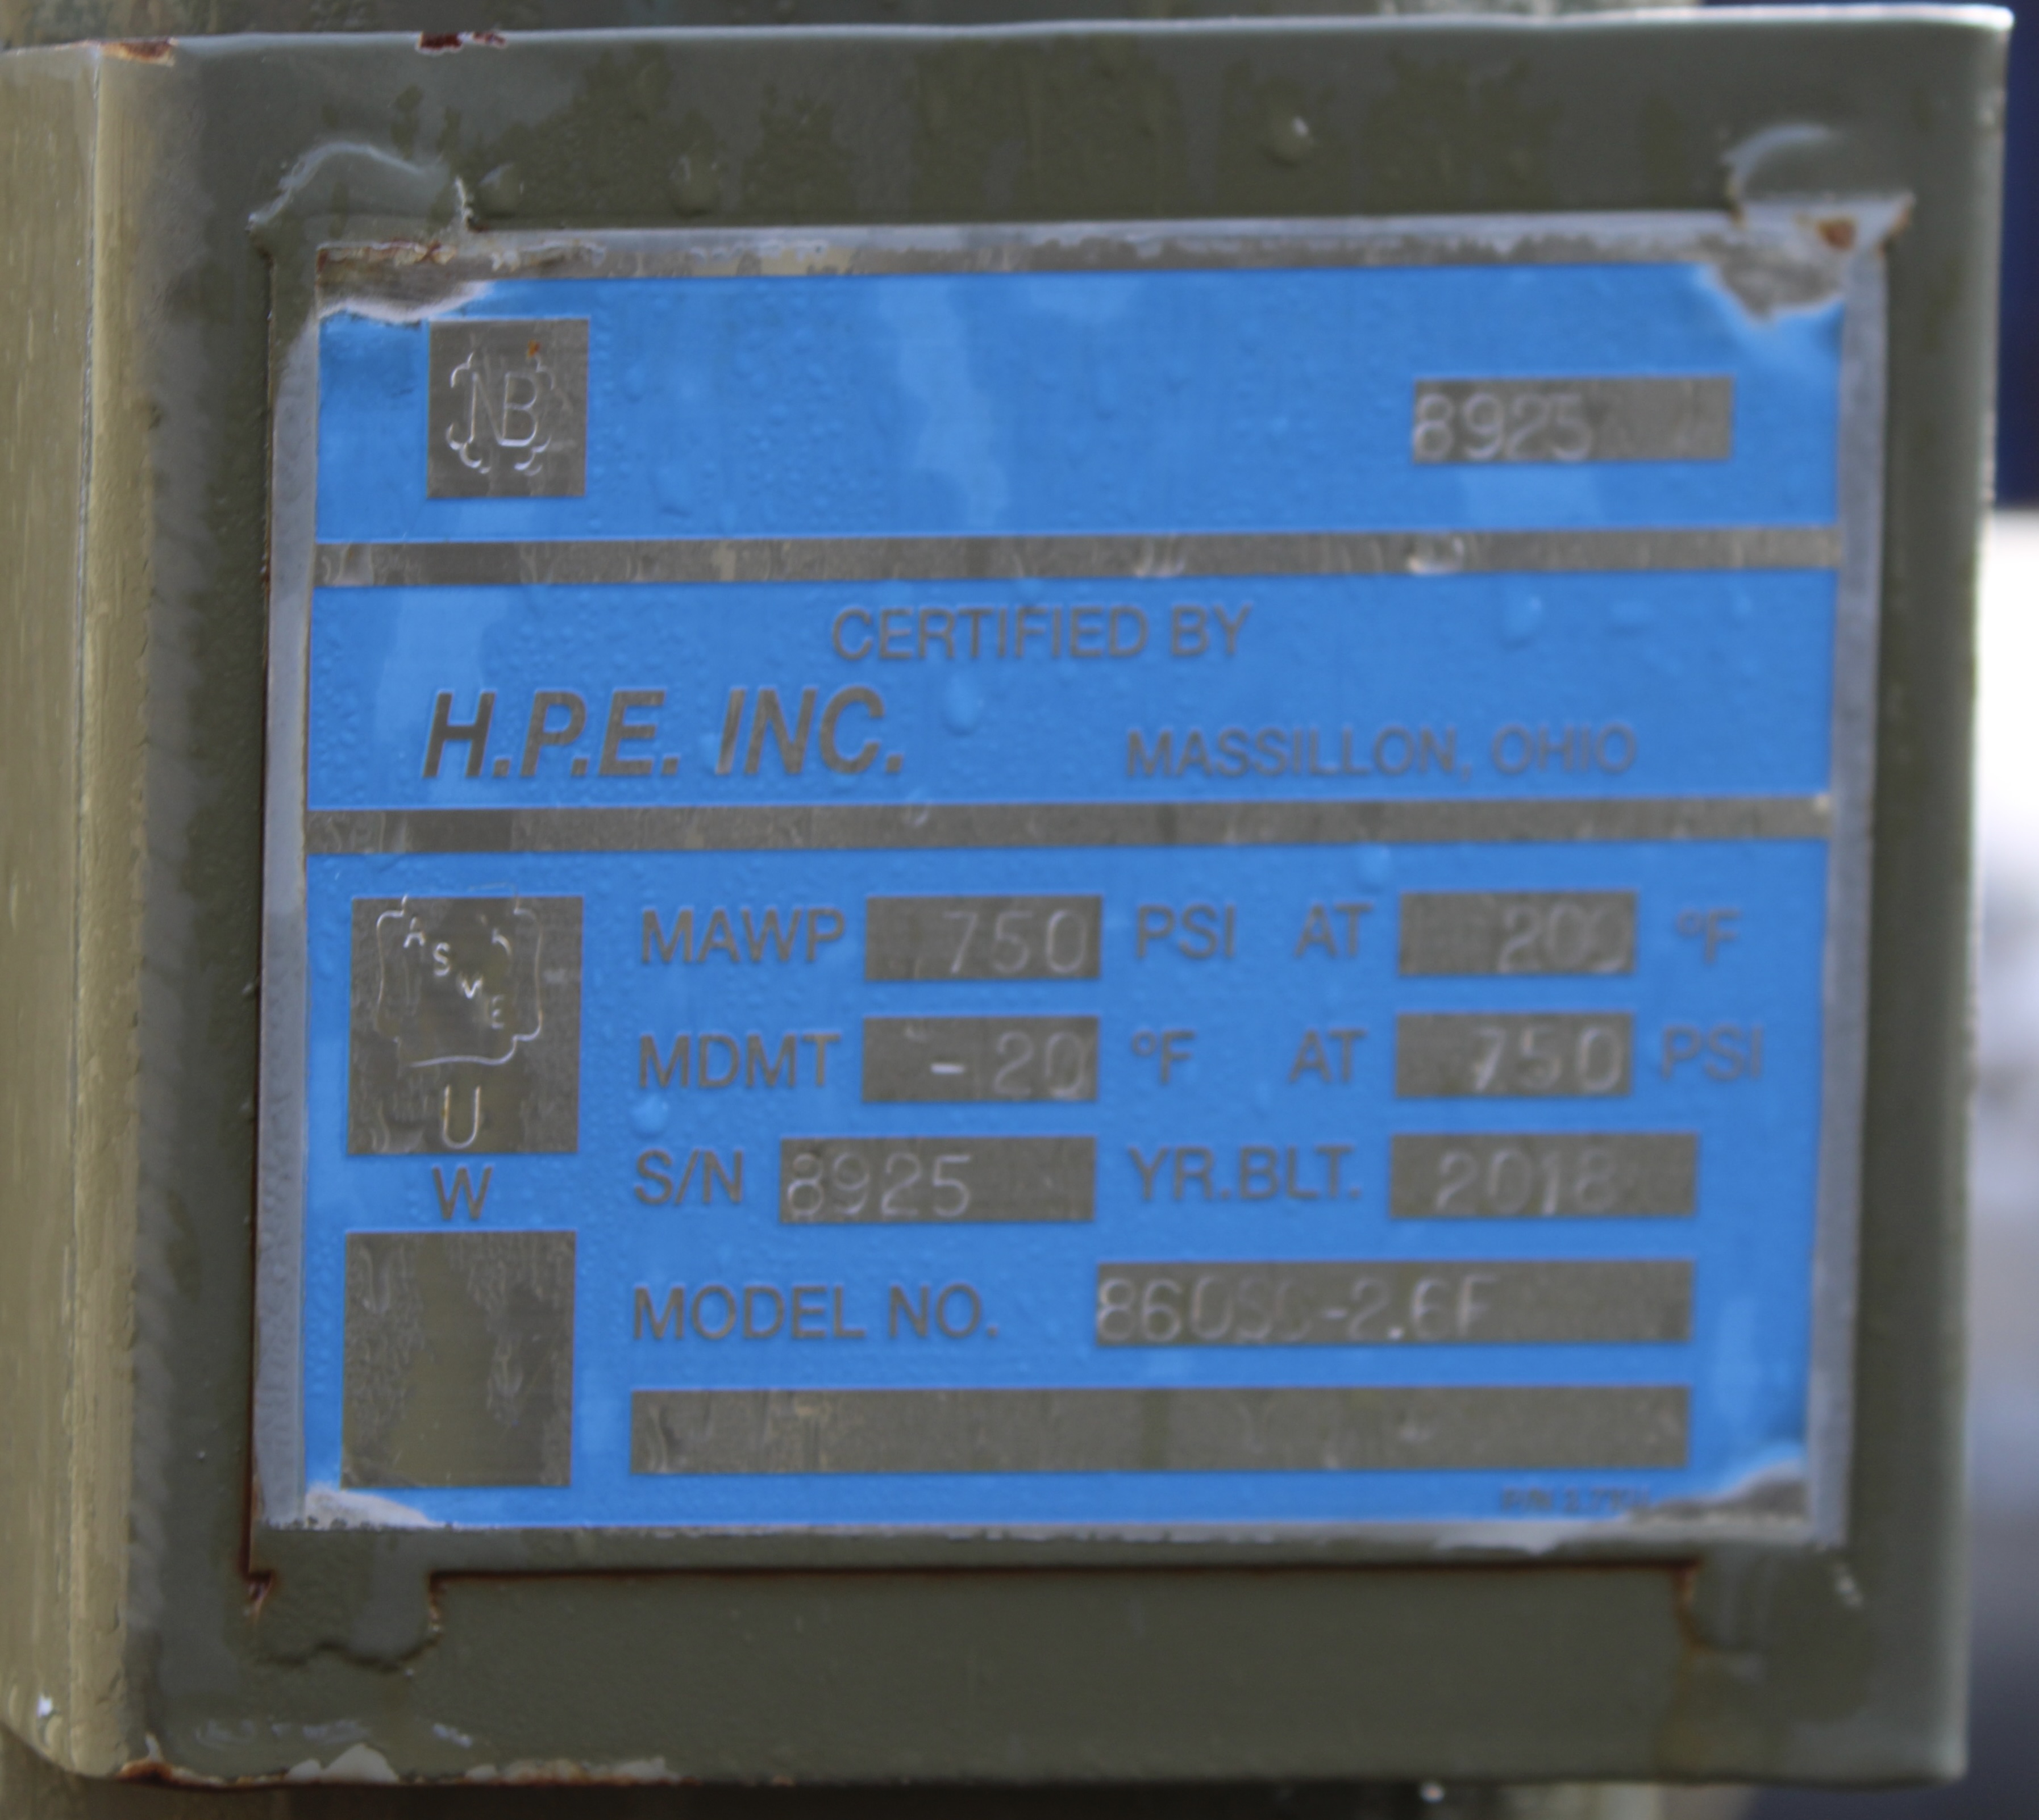 NB 8925
CERTIFIED BY
H.P.E. INC. MASSILLON, OHIO
ASME
U
W
MAWP 750 PSI AT 200 °F
MDMT -20 °F AT 750 PSI
S/N 8925 YR.BLT. 2018
MODEL NO.